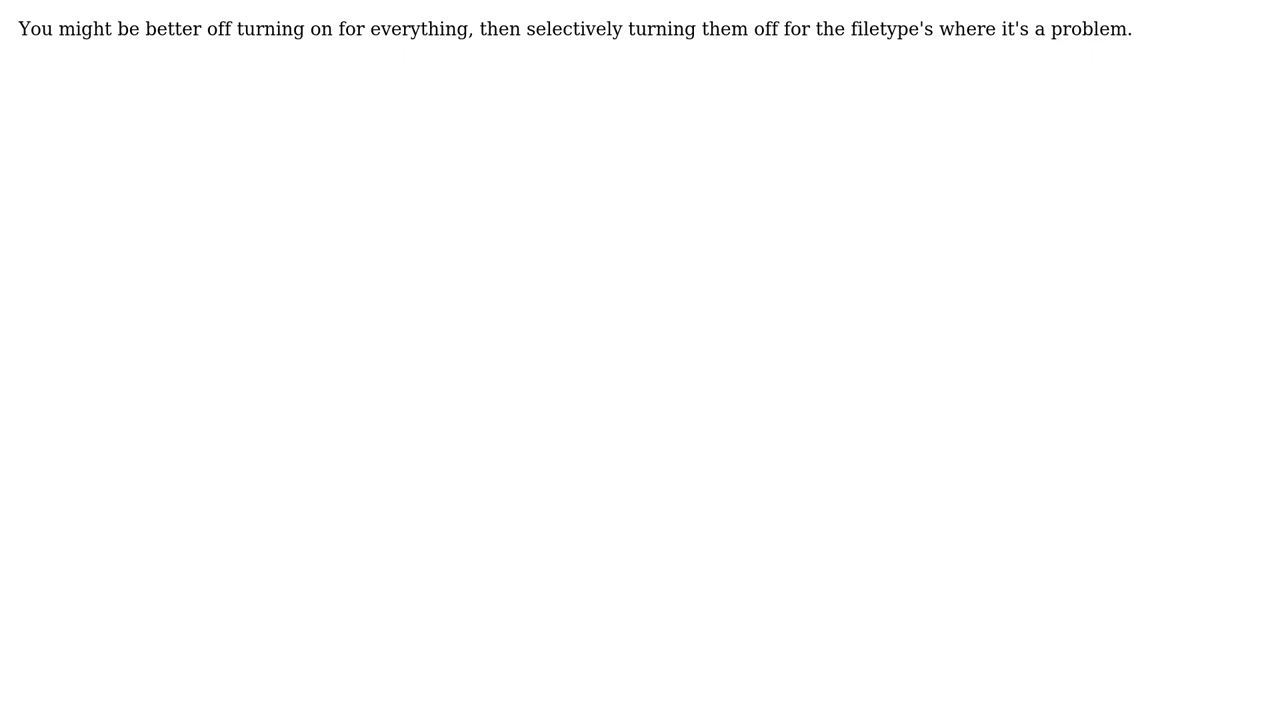 You might be better off turning on for everything, then selectively turning them off for the filetype's where it's a problem.